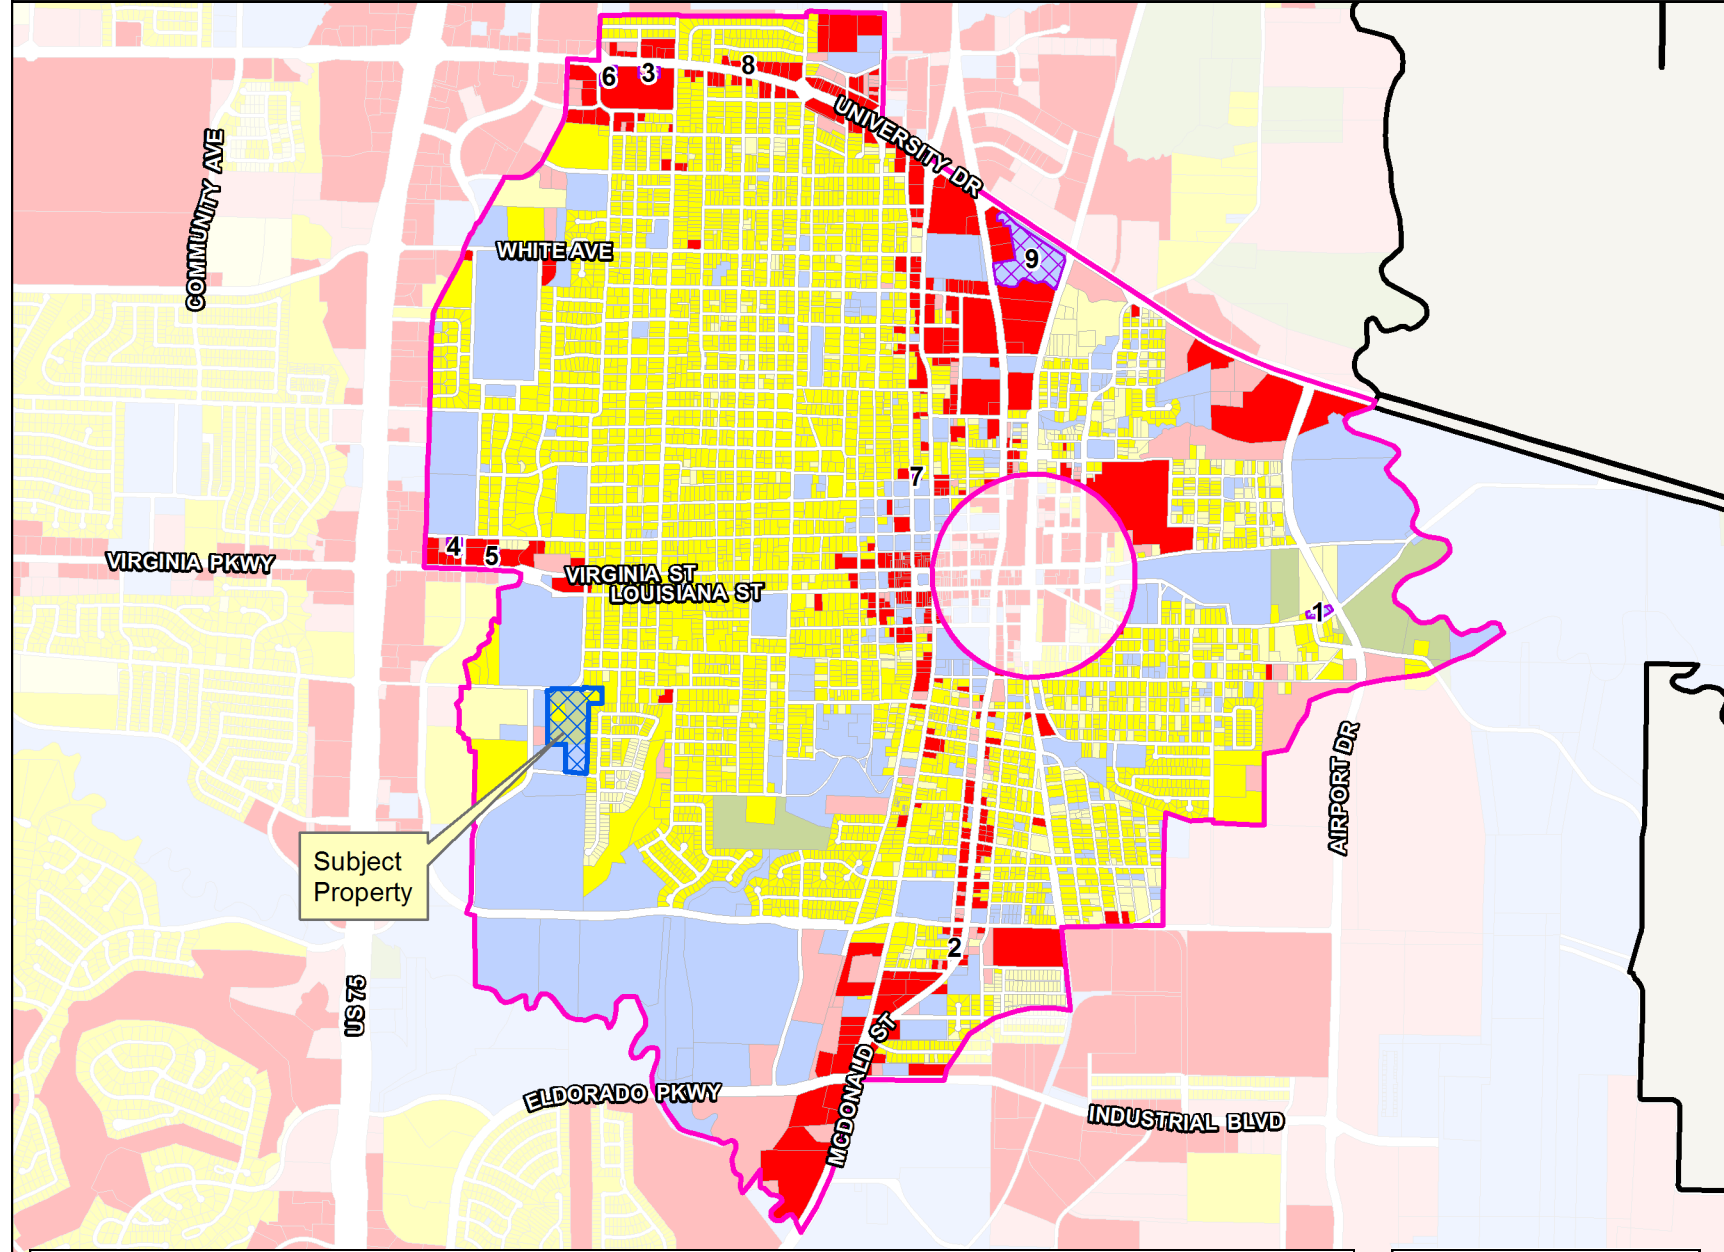 6
3
8
UNIVERSITY DR
COMMUNITY AVE
WHITE AVE
9
7
4
5
VIRGINIA PKWY
VIRGINIA ST
LOUISIANA ST
1
AIRPORT DR
Subject
Property
2
US 75
MCDONALD ST
ELDORADO PKWY
INDUSTRIAL BLVD